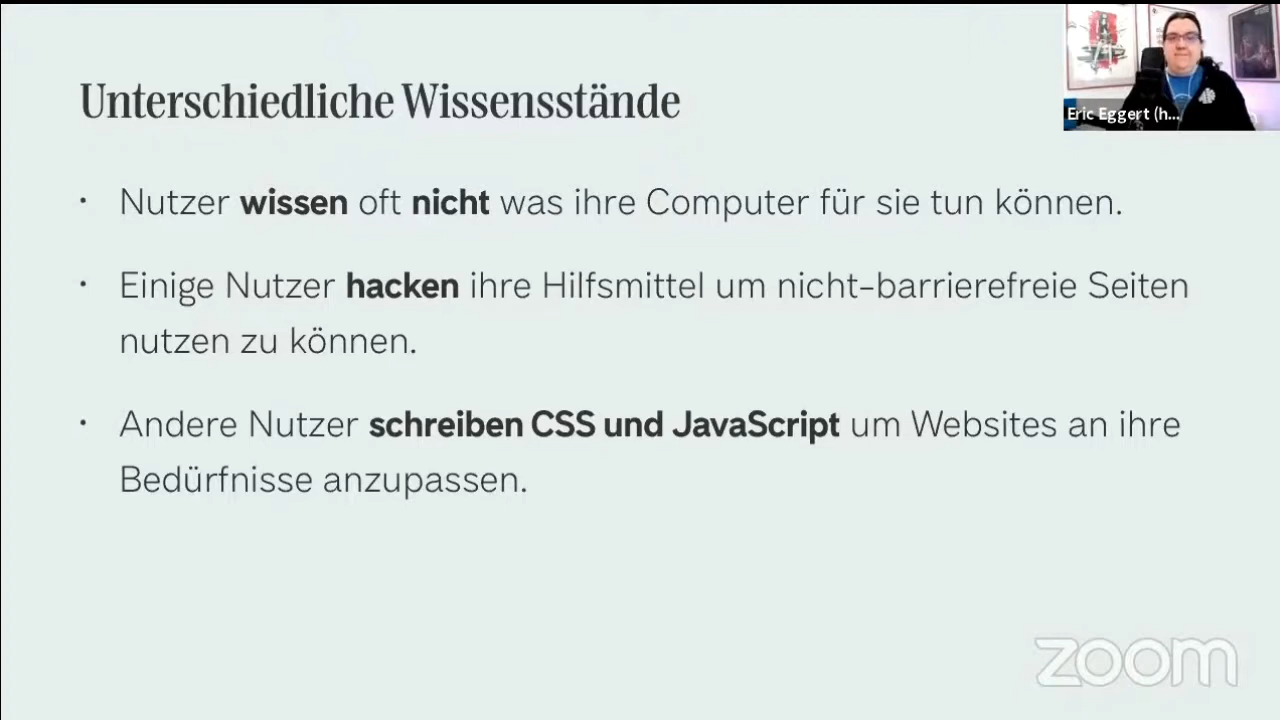 Unterschiedliche Wissensstände
Eric Eggert (h...
• Nutzer wissen oft nicht was ihre Computer für sie tun können.
• Einige Nutzer hacken ihre Hilfsmittel um nicht-barrierefreie Seiten
nutzen zu können.
• Andere Nutzer schreiben CSS und JavaScript um Websites an ihre
Bedürfnisse anzupassen.
zoom